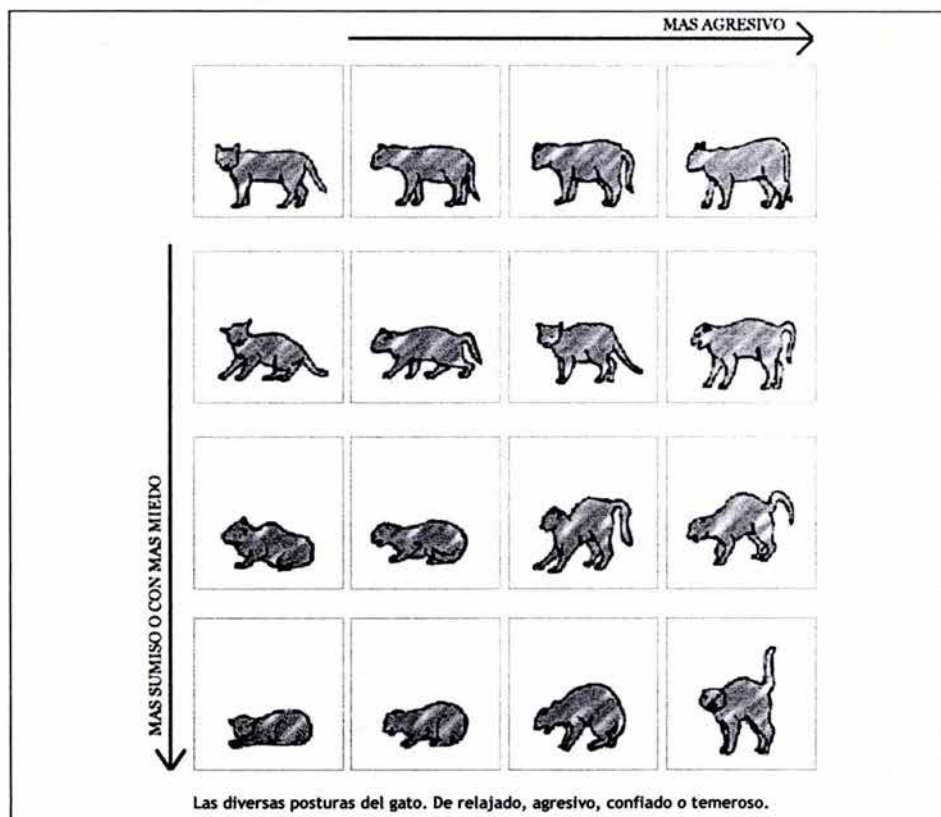 MAS AGRESIVO
MAS SUMISO O CON MAS MIEDO
Las diversas posturas del gato. De relajado, agresivo, confiado o temeroso.